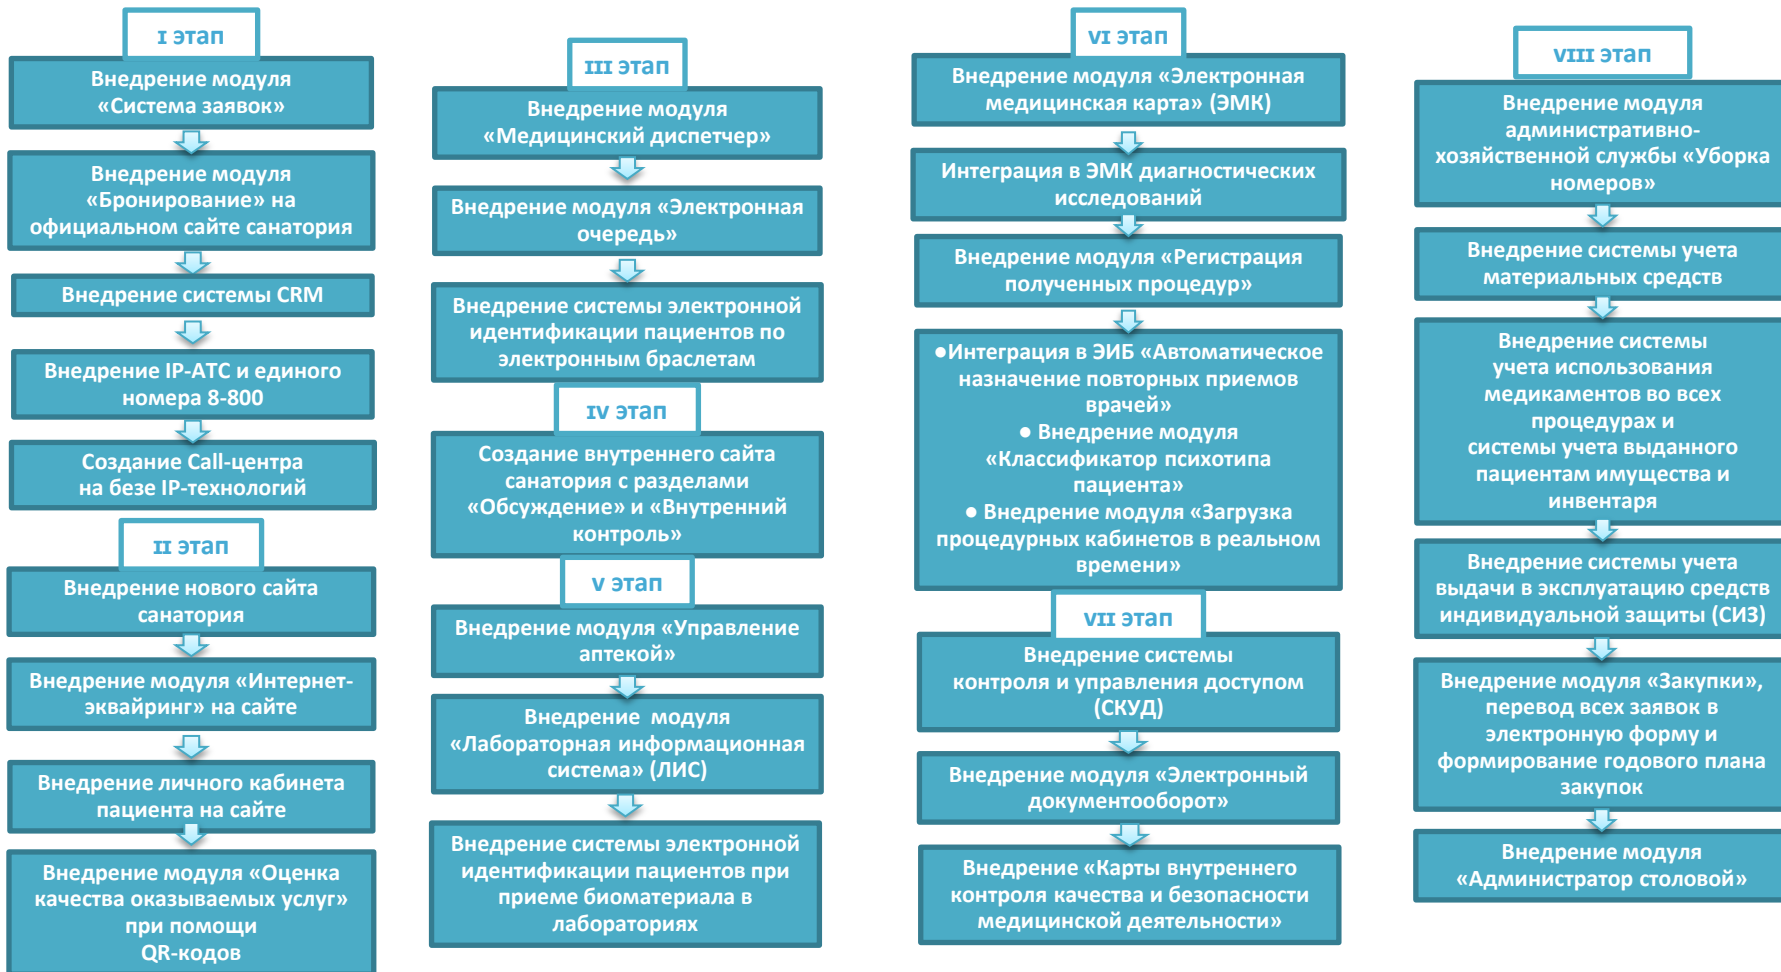 I этап
Внедрение модуля
«Система заявок»
Внедрение модуля
«Бронирование» на
официальном сайте санатория
Внедрение системы CRM
Внедрение IP-АТС и единого
номера 8-800
Создание Call-центра
на безе IP-технологий
II этап
Внедрение нового сайта
санатория
Внедрение модуля «Интернет-
эквайринг» на сайте
Внедрение личного кабинета
пациента на сайте
Внедрение модуля «Оценка
качества оказываемых услуг»
при помощи
QR-кодов
III этап
Внедрение модуля
«Медицинский диспетчер»
Внедрение модуля «Электронная
очередь»
Внедрение системы электронной
идентификации пациентов по
электронным браслетам
IV этап
Создание внутреннего сайта
санатория с разделами
«Обсуждение» и «Внутренний
контроль»
V этап
Внедрение модуля «Управление
аптекой»
Внедрение модуля
«Лабораторная информационная
система» (ЛИС)
Внедрение системы электронной
идентификации пациентов при
приеме биоматериала в
лабораториях
VI этап
Внедрение модуля «Электронная
медицинская карта» (ЭМК)
Интеграция в ЭМК диагностических
исследований
Внедрение модуля «Регистрация
полученных процедур»
●Интеграция в ЭИБ «Автоматическое
назначение повторных приемов
врачей»
● Внедрение модуля
«Классификатор психотипа
пациента»
● Внедрение модуля «Загрузка
процедурных кабинетов в реальном
времени»
VII этап
Внедрение системы
контроля и управления доступом
(СКУД)
Внедрение модуля «Электронный
документооборот»
Внедрение «Карты внутреннего
контроля качества и безопасности
медицинской деятельности»
VIII этап
Внедрение модуля
административно-
хозяйственной службы «Уборка
номеров»
Внедрение системы учета
материальных средств
Внедрение системы
учета использования
медикаментов во всех
процедурах и
системы учета выданного
пациентам имущества и
инвентаря
Внедрение системы учета
выдачи в эксплуатацию средств
индивидуальной защиты (СИЗ)
Внедрение модуля «Закупки»,
перевод всех заявок в
электронную форму и
формирование годового плана
закупок
Внедрение модуля
«Администратор столовой»